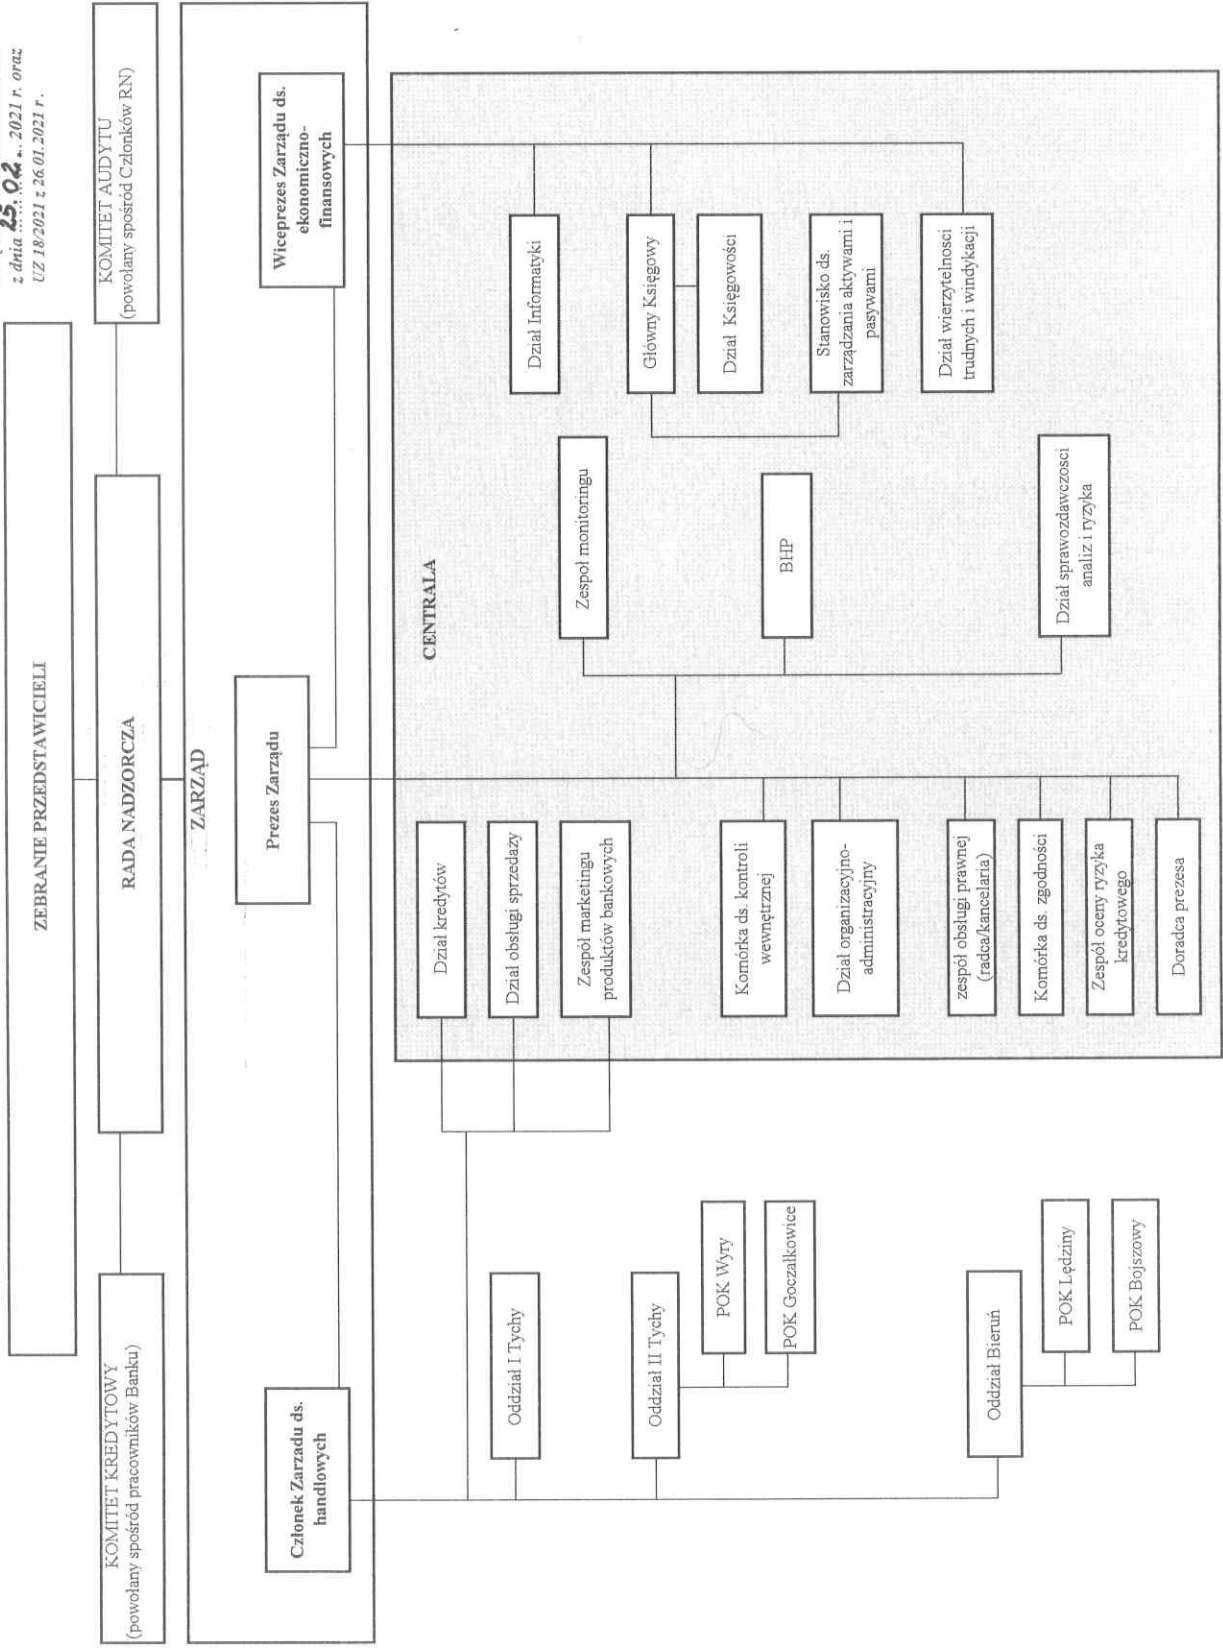 z dnia ........25.02... 2021 r. oraz
UZ 18/2021 z 26.01.2021 r.
ZEBRANIE PRZEDSTAWICIELI
KOMITET KREDYTOWY
(powołany spośród pracowników Banku)
RADA NADZORCZA
KOMITET AUDYTU
(powołany spośród Członków RN)
ZARZĄD
Prezes Zarządu
Członek Zarzadu ds.
handlowych
Wiceprezes Zarządu ds.
ekonomiczno-
finansowych
CENTRALA
Dział kredytów
Dział obsługi sprzedaży
Zespół marketingu
produktów bankowych
Komórka ds. kontroli
wewnętrznej
Dział organizacyjno-
administracyjny
zespół obsługi prawnej
(radca/kancelaria)
Komórka ds. zgodności
Zespół oceny ryzyka
kredytowego
Doradca prezesa
Zespoł monitoringu
BHP
Dział sprawozdawczosci
analiz i ryzyka
Dział Informatyki
Główny Księgowy
Dział Księgowości
Stanowisko ds.
zarządzania aktywami i
pasywami
Dział wierzytelnosci
trudnych i windykacji
Oddział I Tychy
Oddział II Tychy
POK Wyry
POK Goczałkowice
Oddział Bieruń
POK Lędziny
POK Bojszowy